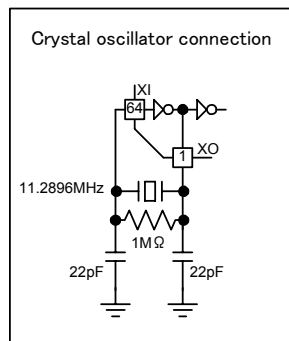 Crystal oscillator connection
XI
64
1
XO
11.2896MHz
1MΩ
22pF
22pF